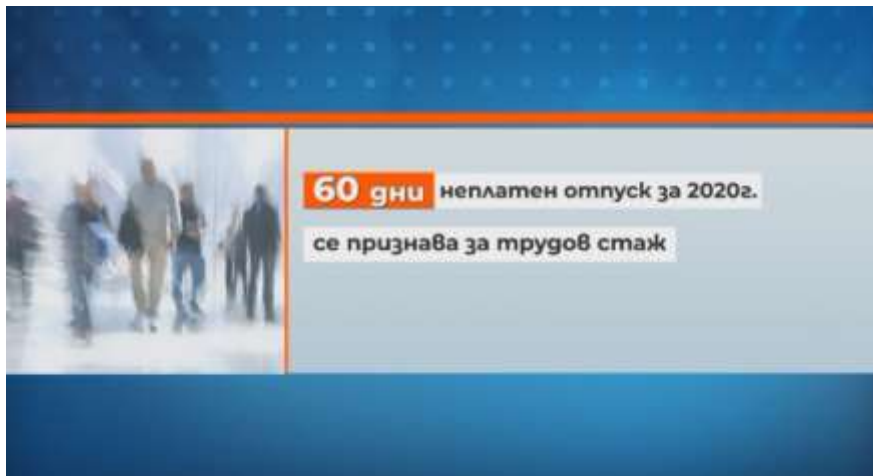 60 дни неплатен отпуск за 2020г.
се признава за трудов стаж